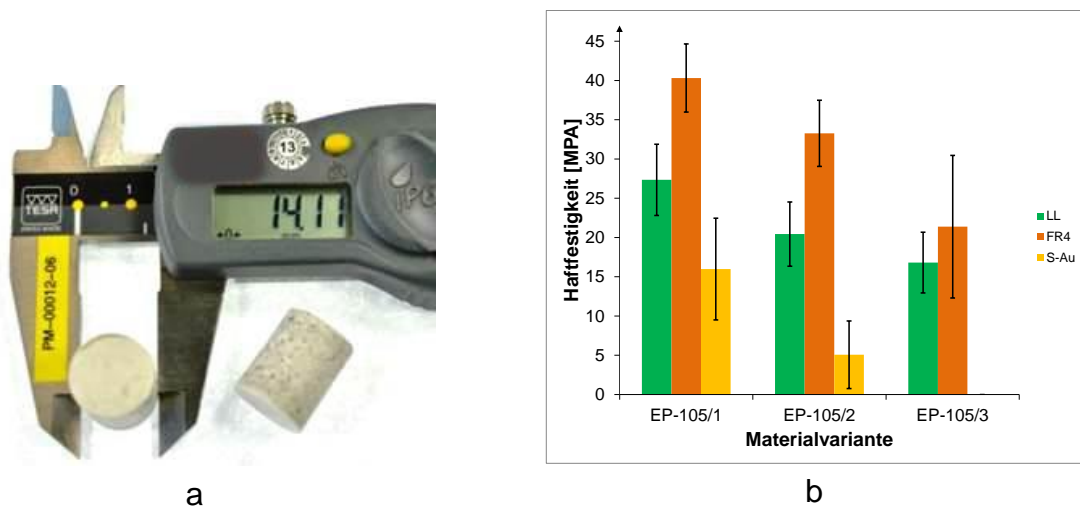 13
14.11
0 1
TESA
SWISS MADE
IP6
PM-00012-06
a
Haftfestigkeit [MPA]
45
40
35
30
25
20
15
10
5
0
EP-105/1 EP-105/2 EP-105/3
Materialvariante
LL
FR4
S-Au
b